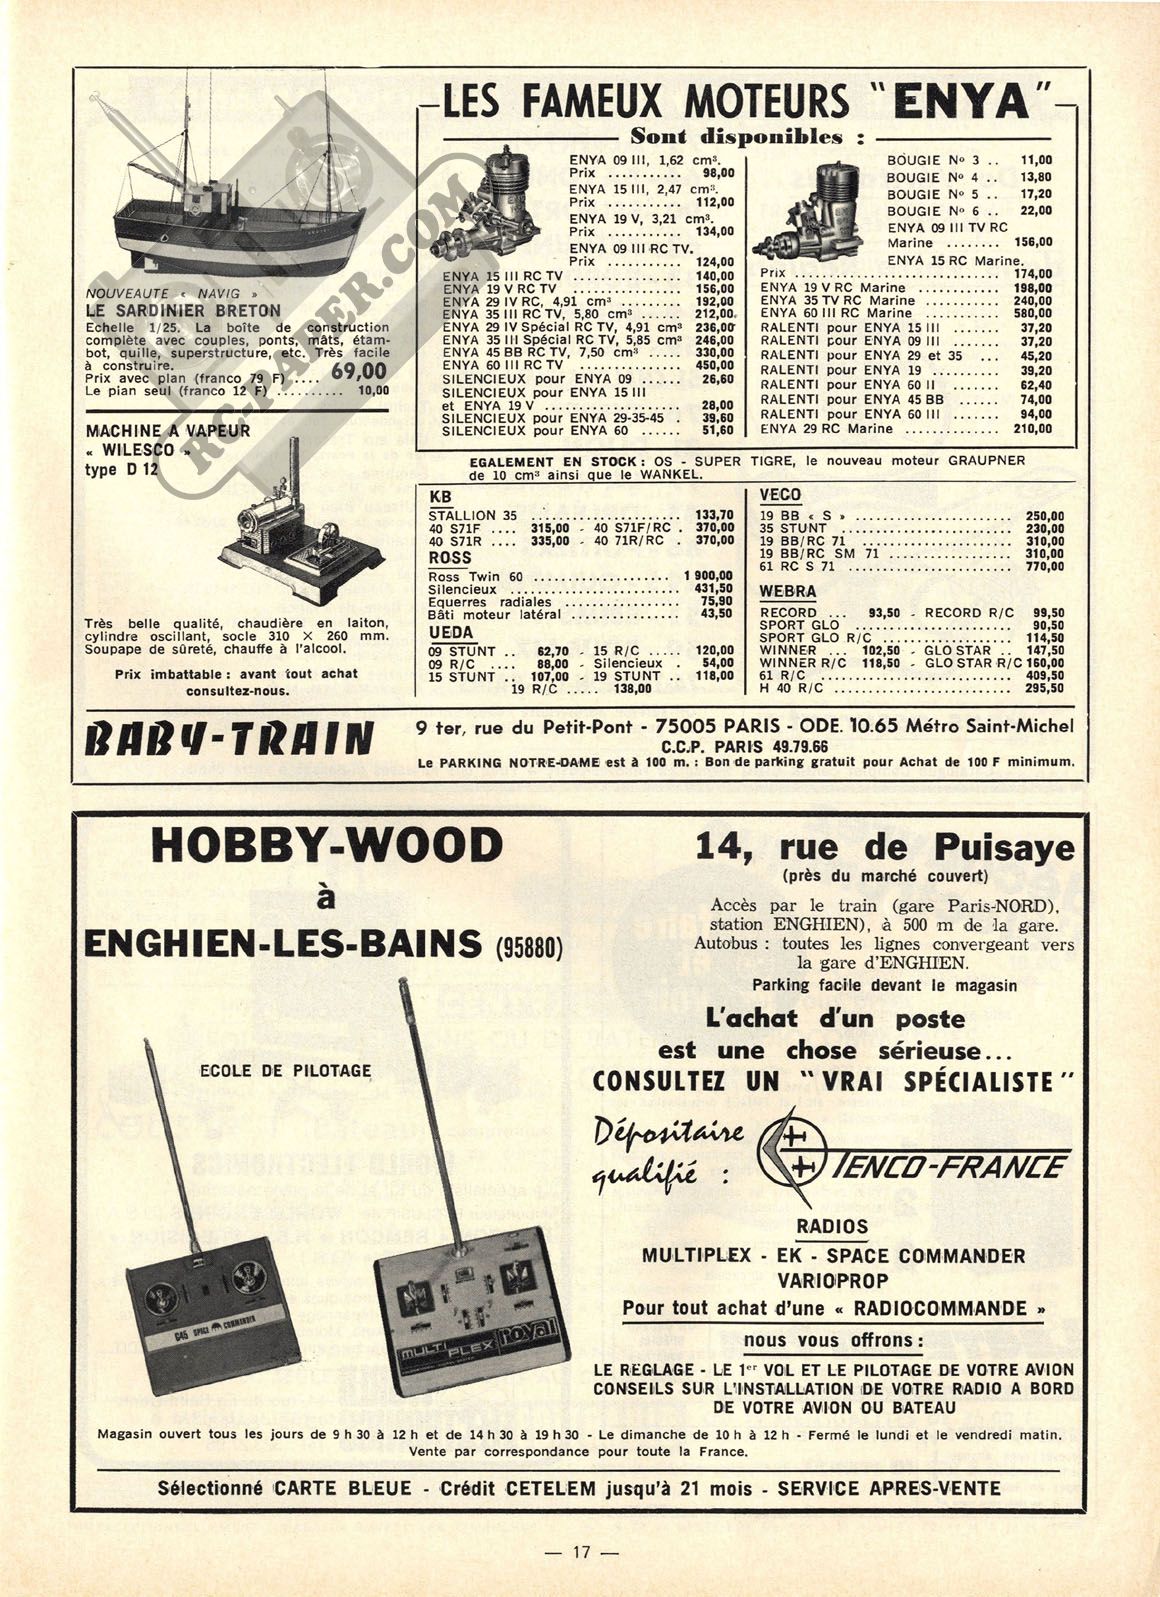 LES FAMEUX MOTEURS "ENYA"
Sont disponibles :
NOUVEAUTE « NAVIG »
LE SARDINIER BRETON
Echelle 1/25. La boîte de construction
complète avec couples, ponts, mâts, étam-
bot, quille, superstructure, etc. Très facile
à construire.
Prix avec plan (franco 79 F) .... 69,00
Le plan seul (franco 12 F) .......... 10,00
MACHINE A VAPEUR
« WILESCO »
type D 12
Très belle qualité, chaudière en laiton,
cylindre oscillant, socle 310 X 260 mm.
Soupape de sûreté, chauffe à l'alcool.
Prix imbattable : avant tout achat
consultez-nous.
ENYA 09 III, 1,62 cm³.
Prix ........... 98,00
ENYA 15 III, 2,47 cm³.
Prix ........... 112,00
ENYA 19 V, 3,21 cm³.
Prix ........... 134,00
ENYA 09 III RC TV.
Prix ........... 124,00
ENYA 15 III RC TV ................ 140,00
ENYA 19 V RC TV ................ 156,00
ENYA 29 IV RC, 4,91 cm³ .......... 192,00
ENYA 35 III RC TV, 5,80 cm³ ....... 212,00
ENYA 29 IV Spécial RC TV, 4,91 cm³ 236,00
ENYA 35 III Spécial RC TV, 5,85 cm³ 246,00
ENYA 45 BB RC TV, 7,50 cm³ ..... 330,00
ENYA 60 III RC TV ............... 450,00
SILENCIEUX pour ENYA 09 ...... 26,60
SILENCIEUX pour ENYA 15 III
et ENYA 19 V .................... 28,00
SILENCIEUX pour ENYA 29-35-45 . 39,60
SILENCIEUX pour ENYA 60 ...... 51,60
BOUGIE No 3 .. 11,00
BOUGIE No 4 .. 13,80
BOUGIE No 5 .. 17,20
BOUGIE No 6 .. 22,00
ENYA 09 III TV RC
Marine ........ 156,00
ENYA 15 RC Marine.
Prix ................................ 174,00
ENYA 19 V RC Marine ............. 198,00
ENYA 35 TV RC Marine ........... 240,00
ENYA 60 III RC Marine ........... 580,00
RALENTI pour ENYA 15 III ....... 37,20
RALENTI pour ENYA 09 III ....... 37,20
RALENTI pour ENYA 29 et 35 ... 45,20
RALENTI pour ENYA 19 .......... 39,20
RALENTI pour ENYA 60 II ........ 62,40
RALENTI pour ENYA 45 BB ...... 74,00
RALENTI pour ENYA 60 III ....... 94,00
ENYA 29 RC Marine .............. 210,00
EGALEMENT EN STOCK : OS - SUPER TIGRE, le nouveau moteur GRAUPNER
de 10 cm³ ainsi que le WANKEL.
KB
STALLION 35 .................... 133,70
40 S71F .... 315,00 - 40 S71F/RC . 370,00
40 S71R .... 335,00 - 40 71R/RC . 370,00
ROSS
Ross Twin 60 .................... 1 900,00
Silencieux ......................... 431,50
Equerres radiales ................ 75,90
Bâti moteur latéral ............... 43,50
UEDA
09 STUNT .. 62,70 - 15 R/C ..... 120,00
09 R/C .... 88,00 - Silencieux . 54,00
15 STUNT .. 107,00 - 19 STUNT .. 118,00
19 R/C ..... 138,00
VECO
19 BB « S » ....................... 250,00
35 STUNT .......................... 230,00
19 BB/RC 71 ....................... 310,00
19 BB/RC SM 71 ................. 310,00
61 RC S 71 ........................ 770,00
WEBRA
RECORD ... 93,50 - RECORD R/C 99,50
SPORT GLO ....................... 90,50
SPORT GLO R/C ................... 114,50
WINNER ... 102,50 - GLO STAR .. 147,50
WINNER R/C 118,50 - GLO STAR R/C 160,00
61 R/C ............................ 409,50
H 40 R/C .......................... 295,50
BABY-TRAIN
9 ter, rue du Petit-Pont - 75005 PARIS - ODE. 10.65 Métro Saint-Michel
C.C.P. PARIS 49.79.66
Le PARKING NOTRE-DAME est à 100 m. : Bon de parking gratuit pour Achat de 100 F minimum.
RC-PAPER.COM
HOBBY-WOOD
à
ENGHIEN-LES-BAINS (95880)
ECOLE DE PILOTAGE
C45 SPACE COMMANDER
MULTIPLEX royal
14, rue de Puisaye
(près du marché couvert)
Accès par le train (gare Paris-NORD),
station ENGHIEN), à 500 m de la gare.
Autobus : toutes les lignes convergeant vers
la gare d'ENGHIEN.
Parking facile devant le magasin
L'achat d'un poste
est une chose sérieuse...
CONSULTEZ UN "VRAI SPÉCIALISTE"
Dépositaire
qualifié :
TENCO-FRANCE
RADIOS
MULTIPLEX - EK - SPACE COMMANDER
VARIOPROP
Pour tout achat d'une « RADIOCOMMANDE »
nous vous offrons :
LE REGLAGE - LE 1er VOL ET LE PILOTAGE DE VOTRE AVION
CONSEILS SUR L'INSTALLATION DE VOTRE RADIO A BORD
DE VOTRE AVION OU BATEAU
Magasin ouvert tous les jours de 9 h 30 à 12 h et de 14 h 30 à 19 h 30 - Le dimanche de 10 h à 12 h - Fermé le lundi et le vendredi matin.
Vente par correspondance pour toute la France.
Sélectionné CARTE BLEUE - Crédit CETELEM jusqu'à 21 mois - SERVICE APRES-VENTE
— 17 —